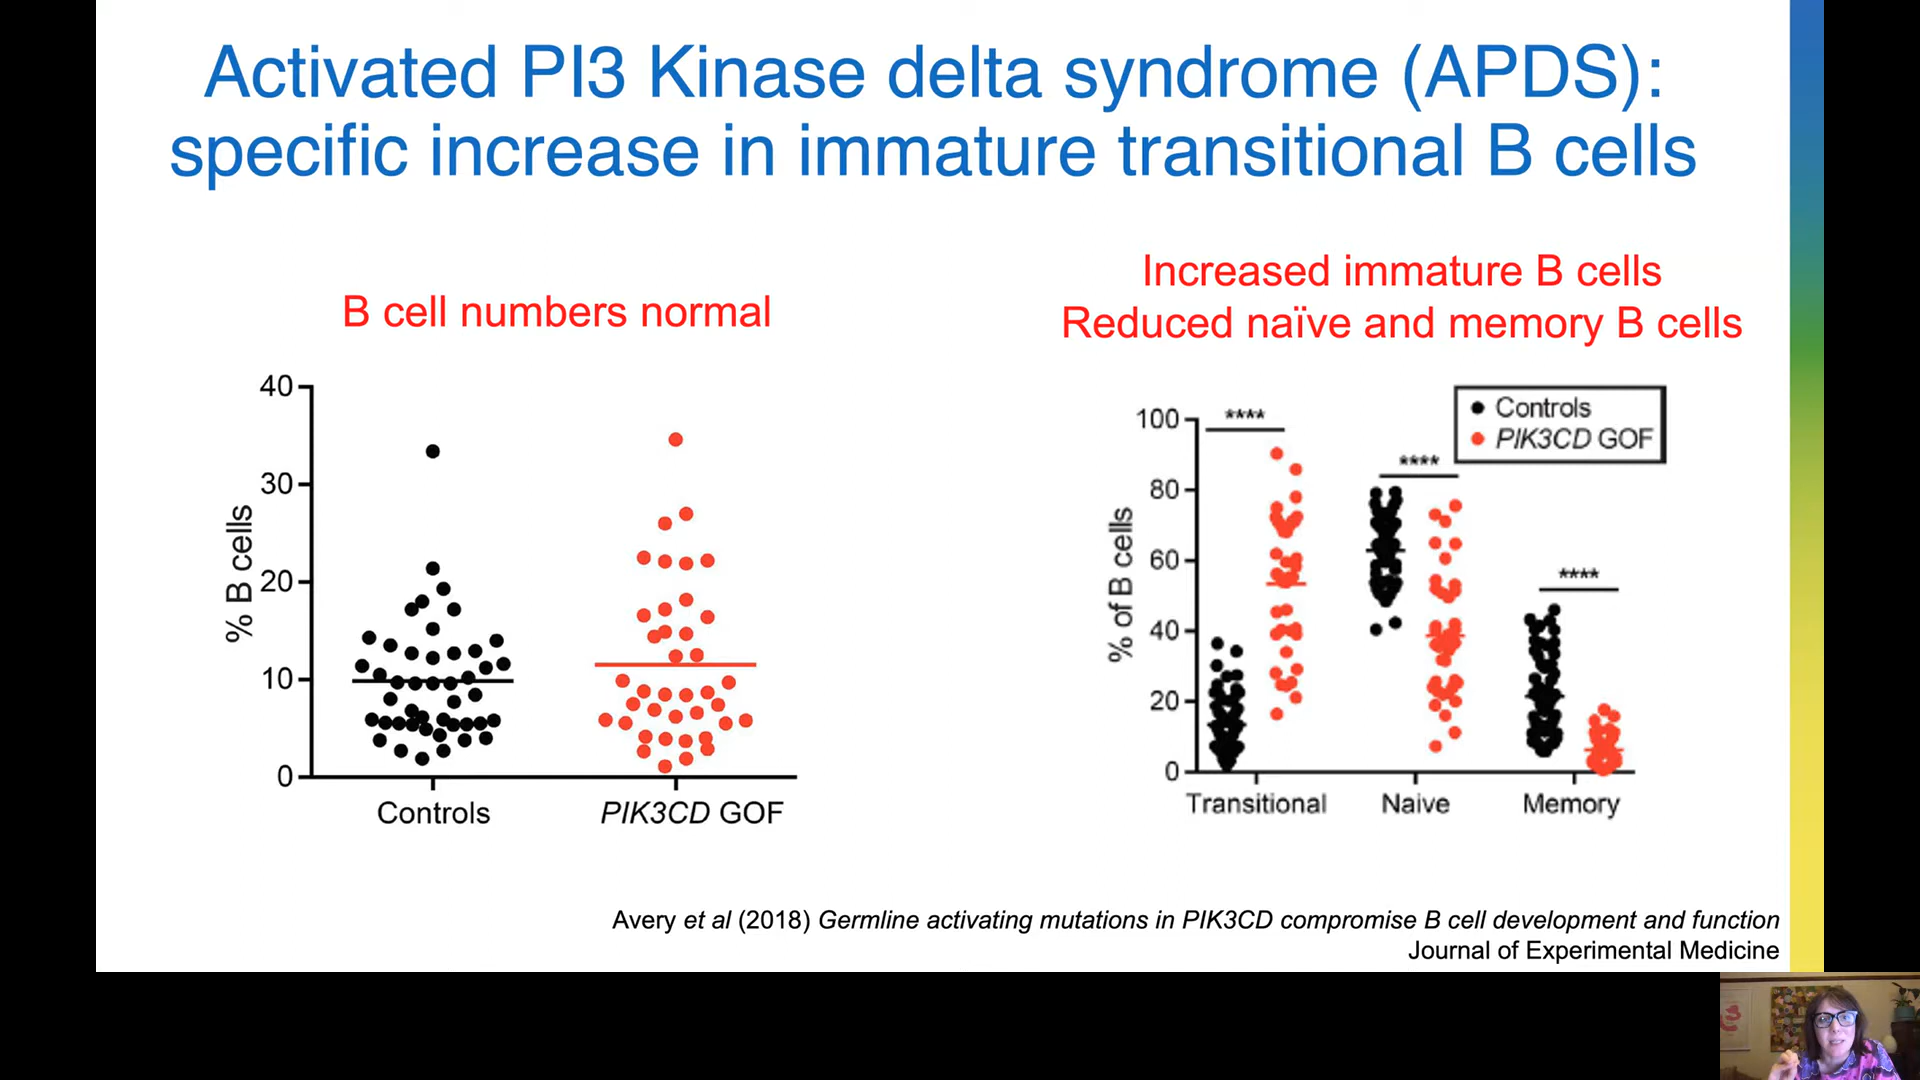 Activated PI3 Kinase delta syndrome (APDS):
specific increase in immature transitional B cells
B cell numbers normal
Increased immature B cells
Reduced naïve and memory B cells
% B cells
40
30
20
10
0
Controls
PIK3CD GOF
% of B cells
100
80
60
40
20
0
****
****
****
Controls
PIK3CD GOF
Transitional
Naive
Memory
Avery et al (2018) Germline activating mutations in PIK3CD compromise B cell development and function
Journal of Experimental Medicine